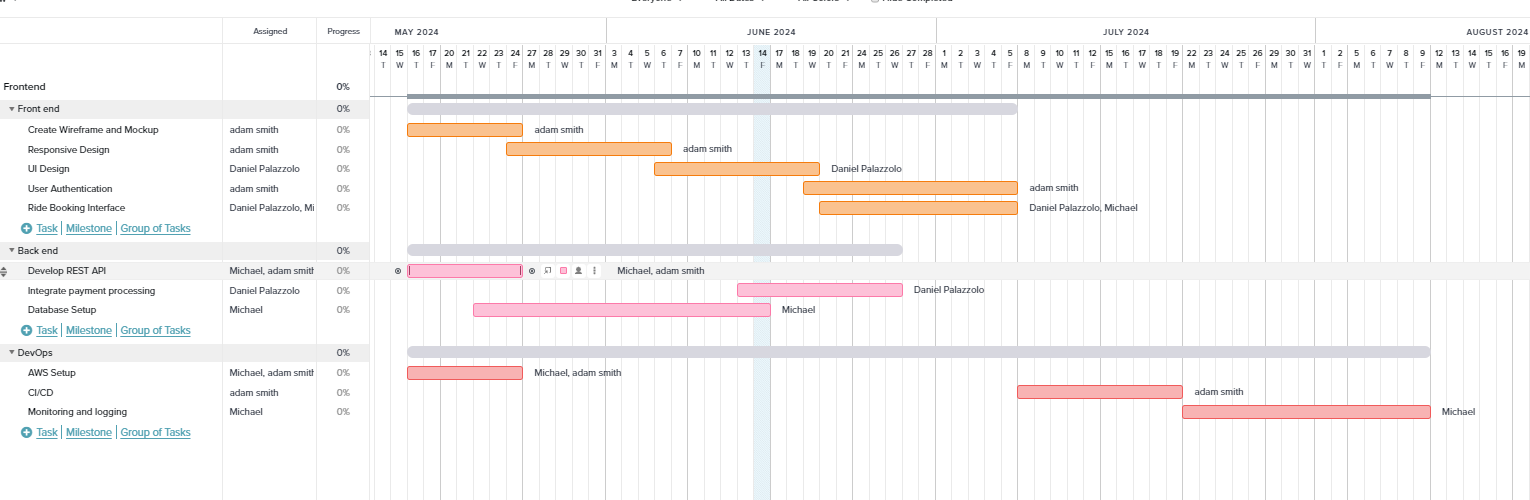 Everyone All Dates All Colors Hide Completed
Assigned Progress MAY 2024 JUNE 2024 JULY 2024 AUGUST 2024
14 15 16 17 20 21 22 23 24 27 28 29 30 31 3 4 5 6 7 10 11 12 13 14 17 18 19 20 21 24 25 26 27 28 1 2 3 4 5 8 9 10 11 12 15 16 17 18 19 22 23 24 25 26 29 30 31 1 2 5 6 7 8 9 12 13 14 15 16 19
T W T F M T W T F M T W T F M T W T F M T W T F M T W T F M T W T F M T W T F M T W T F M T W T F M T W T F M T W T F M T W T F M T W T F M
Frontend 0%
Front end 0%
Create Wireframe and Mockup adam smith 0% adam smith
Responsive Design adam smith 0% adam smith
UI Design Daniel Palazzolo 0% Daniel Palazzolo
User Authentication adam smith 0% adam smith
Ride Booking Interface Daniel Palazzolo, Mi 0% Daniel Palazzolo, Michael
Task Milestone Group of Tasks
Back end 0%
Develop REST API Michael, adam smith 0% Michael, adam smith
Integrate payment processing Daniel Palazzolo 0% Daniel Palazzolo
Database Setup Michael 0% Michael
Task Milestone Group of Tasks
DevOps 0%
AWS Setup Michael, adam smith 0% Michael, adam smith
CI/CD adam smith 0% adam smith
Monitoring and logging Michael 0% Michael
Task Milestone Group of Tasks